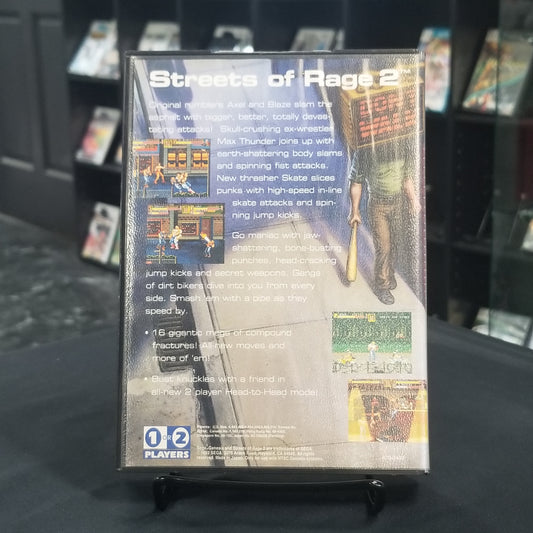 Streets of Rage 2™
Original rumblers Axel and Blaze slam the
asphalt with bigger, better, totally devas-
tating attacks! Skull-crushing ex-wrestler
Max Thunder joins up with
earth-shattering body slams
and spinning fist attacks.
New thrasher Skate slices
punks with high-speed in-line
skate attacks and spin-
ning jump kicks.
Go maniac with jaw-
shattering, bone-busting
punches, head-cracking
jump kicks and secret weapons. Gangs
of dirt bikers dive into you from every
side. Smash 'em with a pipe as they
speed by.
• 16 gigantic megs of compound
fractures! All-new moves and
more of 'em!
• Bust knuckles with a friend in
all-new 2 player Head-to-Head mode!
1 OR 2
PLAYERS